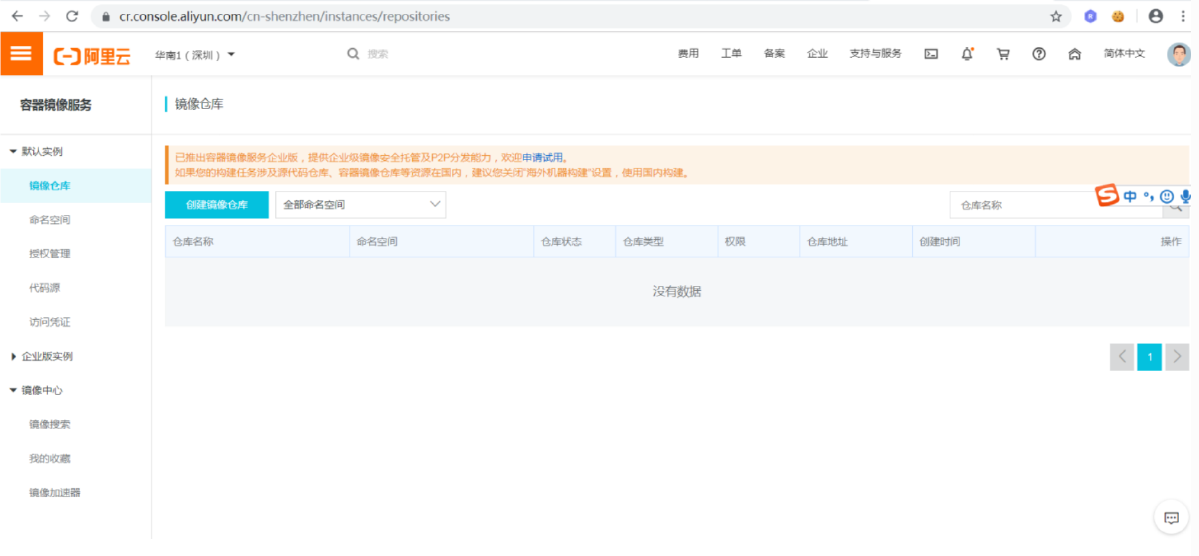 cr.console.aliyun.com/cn-shenzhen/instances/repositories
阿里云
华南1（深圳）
搜索
费用
工单
备案
企业
支持与服务
简体中文
容器镜像服务
镜像仓库
默认实例
镜像仓库
命名空间
授权管理
代码源
访问凭证
企业版实例
镜像中心
镜像搜索
我的收藏
镜像加速器
已推出容器镜像服务企业版，提供企业级镜像安全托管及P2P分发能力，欢迎申请试用。
如果您的构建任务涉及源代码仓库、容器镜像仓库等资源在国内，建议您关闭"海外机器构建"设置，使用国内构建。
创建镜像仓库
全部命名空间
仓库名称
中
仓库名称
命名空间
仓库状态
仓库类型
权限
仓库地址
创建时间
操作
没有数据
1